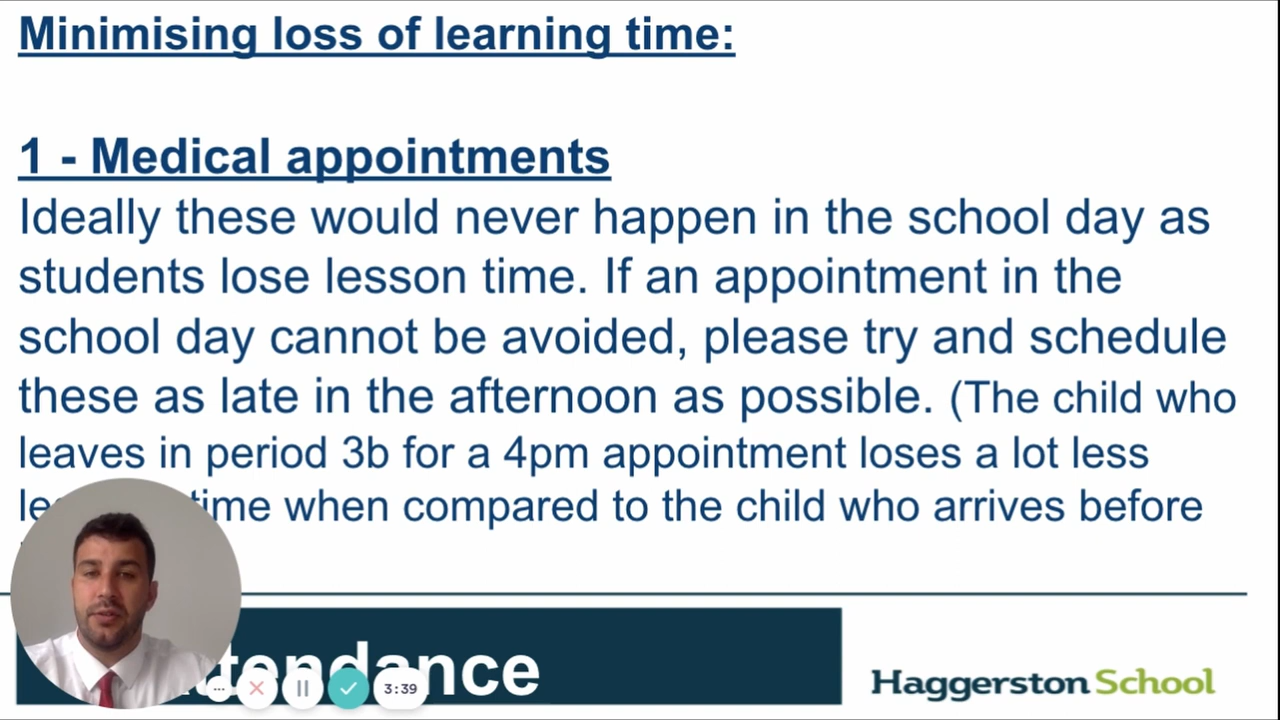 Minimising loss of learning time:
1 - Medical appointments
Ideally these would never happen in the school day as
students lose lesson time. If an appointment in the
school day cannot be avoided, please try and schedule
these as late in the afternoon as possible. (The child who
leaves in period 3b for a 4pm appointment loses a lot less
time when compared to the child who arrives before
3:39
Haggerston School